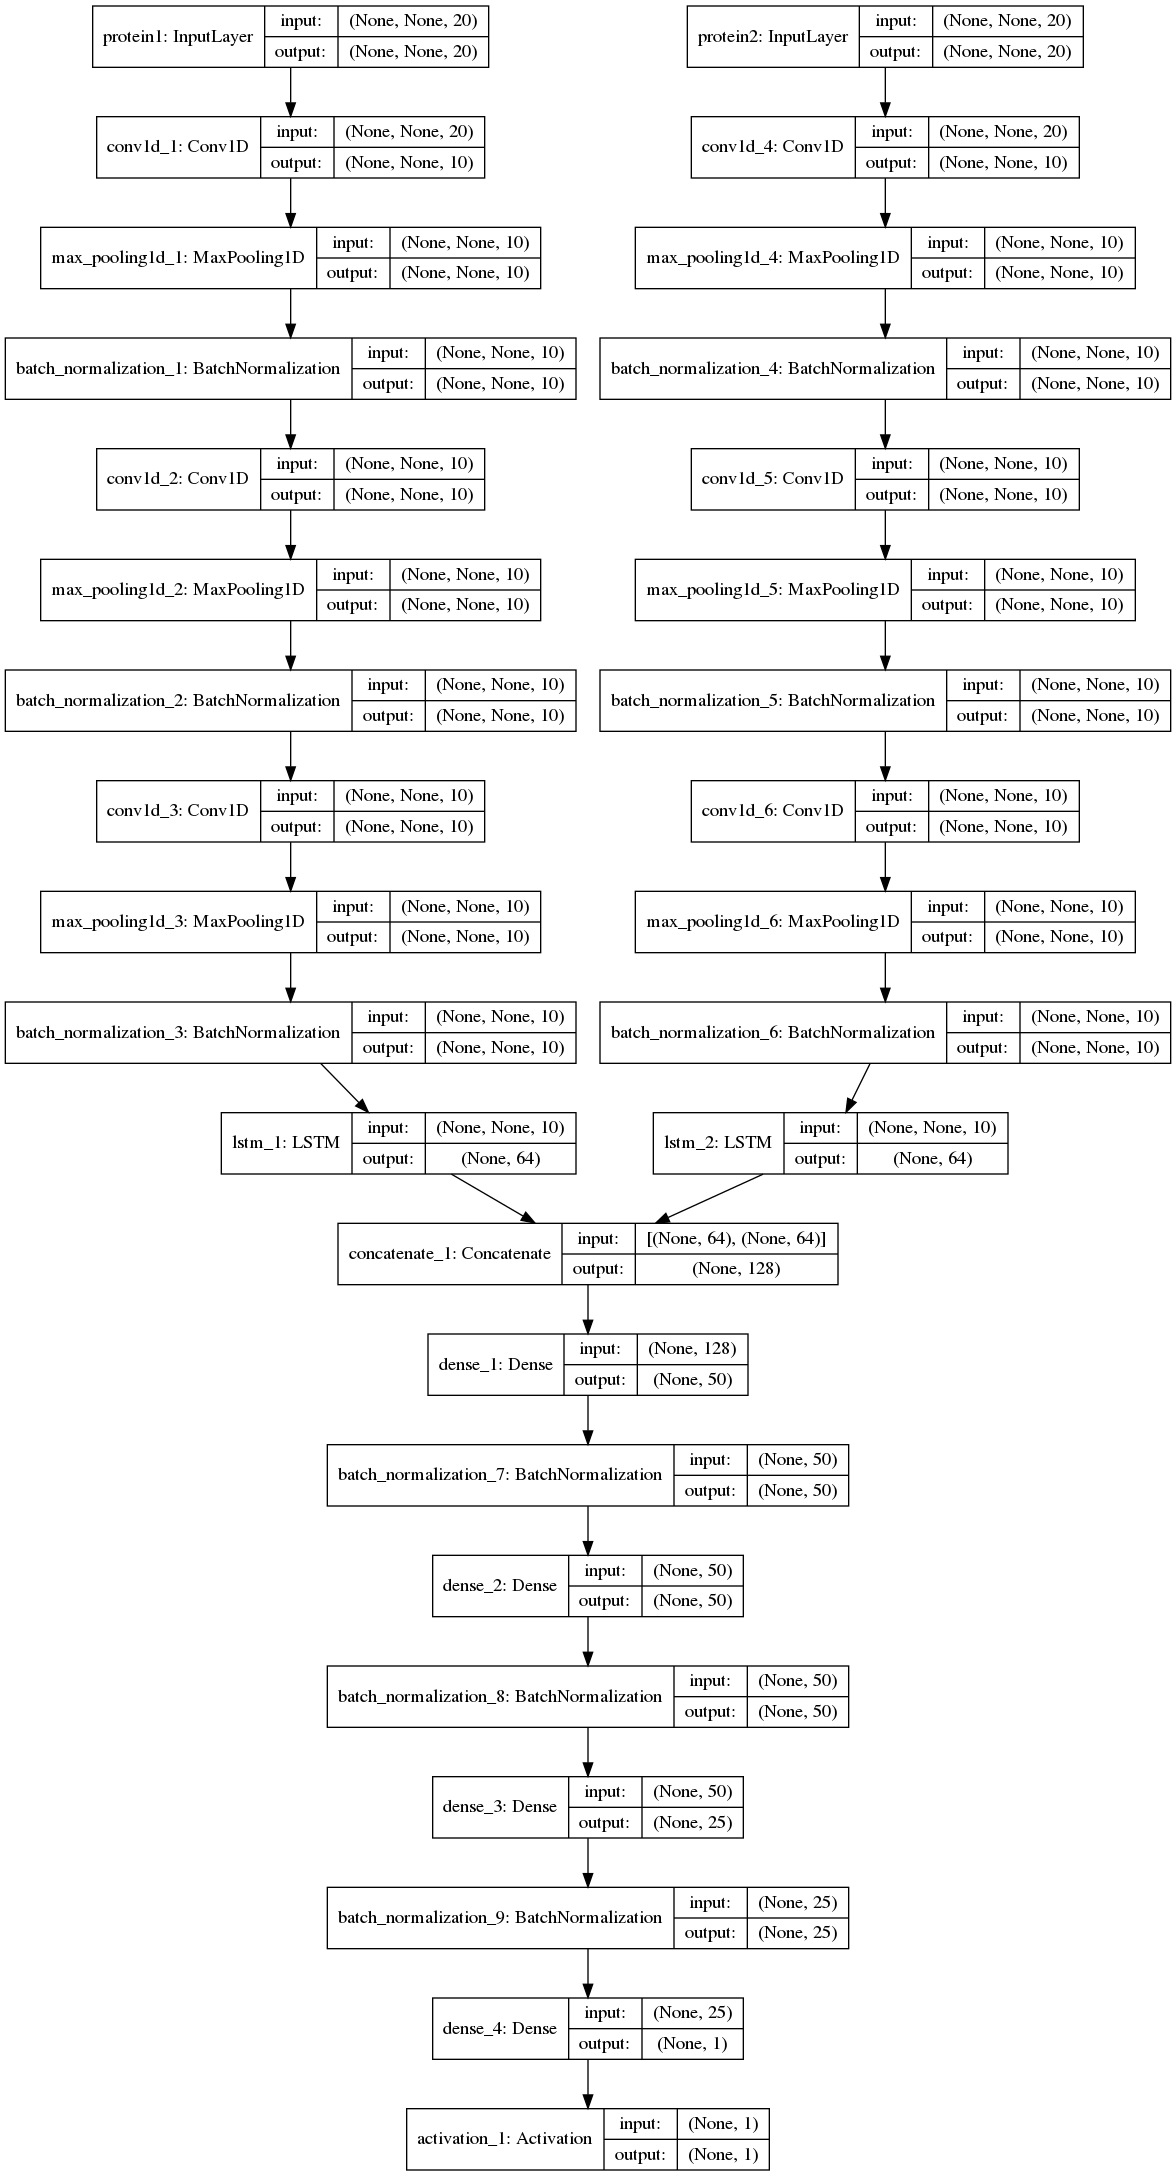 protein1: InputLayer
input:
(None, None, 20)
output:
(None, None, 20)
protein2: InputLayer
input:
(None, None, 20)
output:
(None, None, 20)
conv1d_1: Conv1D
input:
(None, None, 20)
output:
(None, None, 10)
conv1d_4: Conv1D
input:
(None, None, 20)
output:
(None, None, 10)
max_pooling1d_1: MaxPooling1D
input:
(None, None, 10)
output:
(None, None, 10)
max_pooling1d_4: MaxPooling1D
input:
(None, None, 10)
output:
(None, None, 10)
batch_normalization_1: BatchNormalization
input:
(None, None, 10)
output:
(None, None, 10)
batch_normalization_4: BatchNormalization
input:
(None, None, 10)
output:
(None, None, 10)
conv1d_2: Conv1D
input:
(None, None, 10)
output:
(None, None, 10)
conv1d_5: Conv1D
input:
(None, None, 10)
output:
(None, None, 10)
max_pooling1d_2: MaxPooling1D
input:
(None, None, 10)
output:
(None, None, 10)
max_pooling1d_5: MaxPooling1D
input:
(None, None, 10)
output:
(None, None, 10)
batch_normalization_2: BatchNormalization
input:
(None, None, 10)
output:
(None, None, 10)
batch_normalization_5: BatchNormalization
input:
(None, None, 10)
output:
(None, None, 10)
conv1d_3: Conv1D
input:
(None, None, 10)
output:
(None, None, 10)
conv1d_6: Conv1D
input:
(None, None, 10)
output:
(None, None, 10)
max_pooling1d_3: MaxPooling1D
input:
(None, None, 10)
output:
(None, None, 10)
max_pooling1d_6: MaxPooling1D
input:
(None, None, 10)
output:
(None, None, 10)
batch_normalization_3: BatchNormalization
input:
(None, None, 10)
output:
(None, None, 10)
batch_normalization_6: BatchNormalization
input:
(None, None, 10)
output:
(None, None, 10)
lstm_1: LSTM
input:
(None, None, 10)
output:
(None, 64)
lstm_2: LSTM
input:
(None, None, 10)
output:
(None, 64)
concatenate_1: Concatenate
input:
[(None, 64), (None, 64)]
output:
(None, 128)
dense_1: Dense
input:
(None, 128)
output:
(None, 50)
batch_normalization_7: BatchNormalization
input:
(None, 50)
output:
(None, 50)
dense_2: Dense
input:
(None, 50)
output:
(None, 50)
batch_normalization_8: BatchNormalization
input:
(None, 50)
output:
(None, 50)
dense_3: Dense
input:
(None, 50)
output:
(None, 25)
batch_normalization_9: BatchNormalization
input:
(None, 25)
output:
(None, 25)
dense_4: Dense
input:
(None, 25)
output:
(None, 1)
activation_1: Activation
input:
(None, 1)
output:
(None, 1)